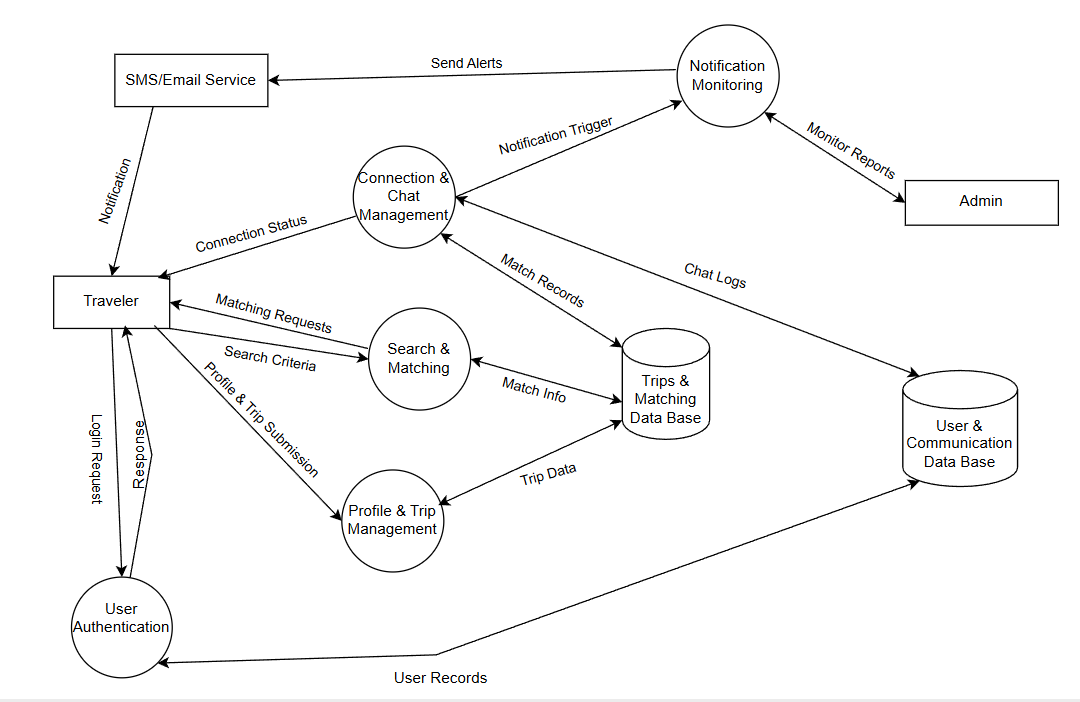 Send Alerts
Notification
Monitoring
SMS/Email Service
Notification Trigger
Monitor Reports
Notification
Connection &
Chat
Management
Admin
Connection Status
Match Records
Chat Logs
Traveler
Matching Requests
Search Criteria
Search &
Matching
Match Info
Trips &
Matching
Data Base
Profile & Trip Submission
Login Request
Response
User &
Communication
Data Base
Trip Data
Profile & Trip
Management
User
Authentication
User Records